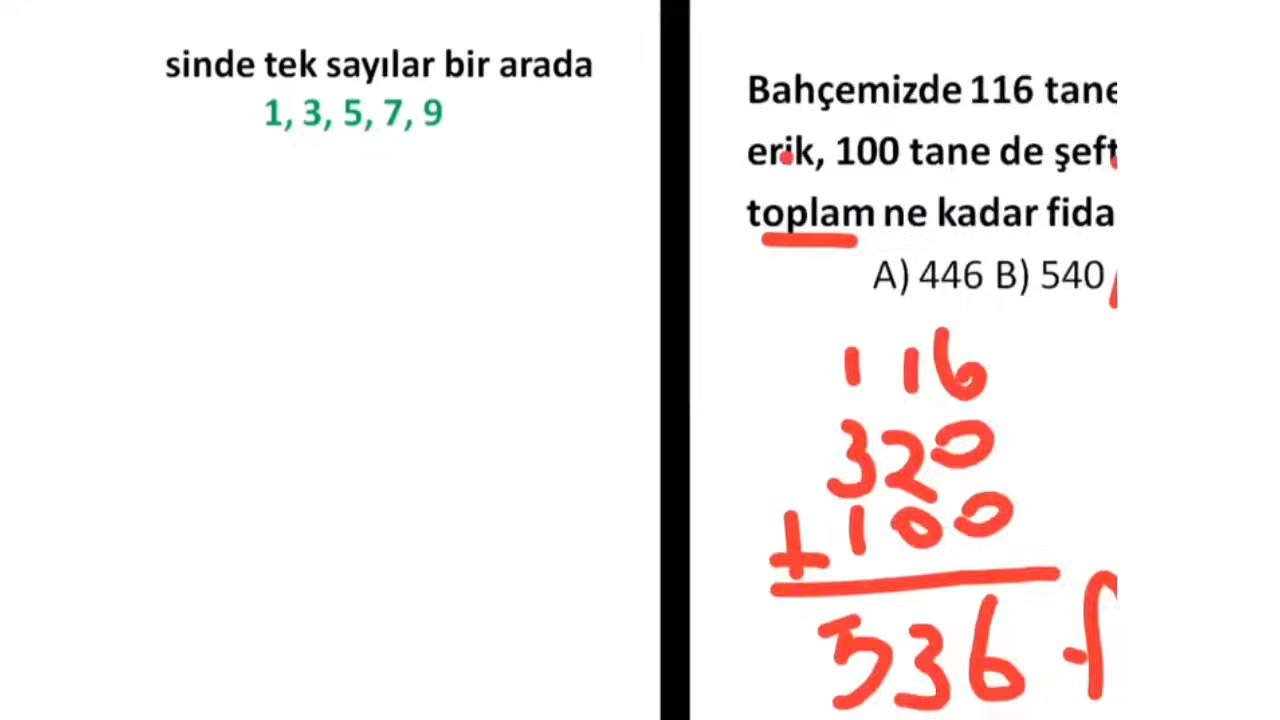 sinde tek sayılar bir arada
1, 3, 5, 7, 9
Bahçemizde 116 tane
erik, 100 tane de şeft
toplam ne kadar fida
A) 446 B) 540
116
320
+ 100
536 f